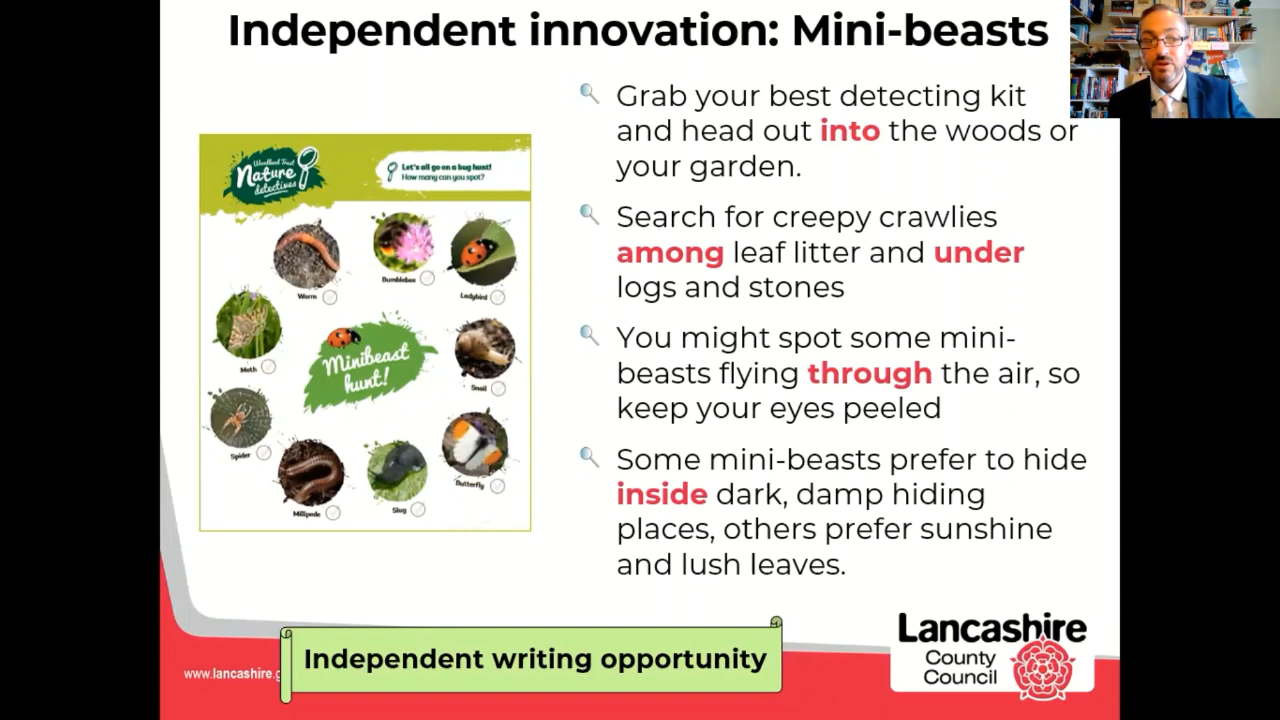 Independent innovation: Mini-beasts
Woodland Trust
Nature
detectives
Let's all go on a bug hunt!
How many can you spot?
Worm
Bumblebee
Ladybird
Moth
Minibeast
hunt!
Snail
Spider
Butterfly
Millipede
Slug
Grab your best detecting kit
and head out into the woods or
your garden.
Search for creepy crawlies
among leaf litter and under
logs and stones
You might spot some mini-
beasts flying through the air, so
keep your eyes peeled
Some mini-beasts prefer to hide
inside dark, damp hiding
places, others prefer sunshine
and lush leaves.
www.lancashire.g
Independent writing opportunity
Lancashire
County
Council